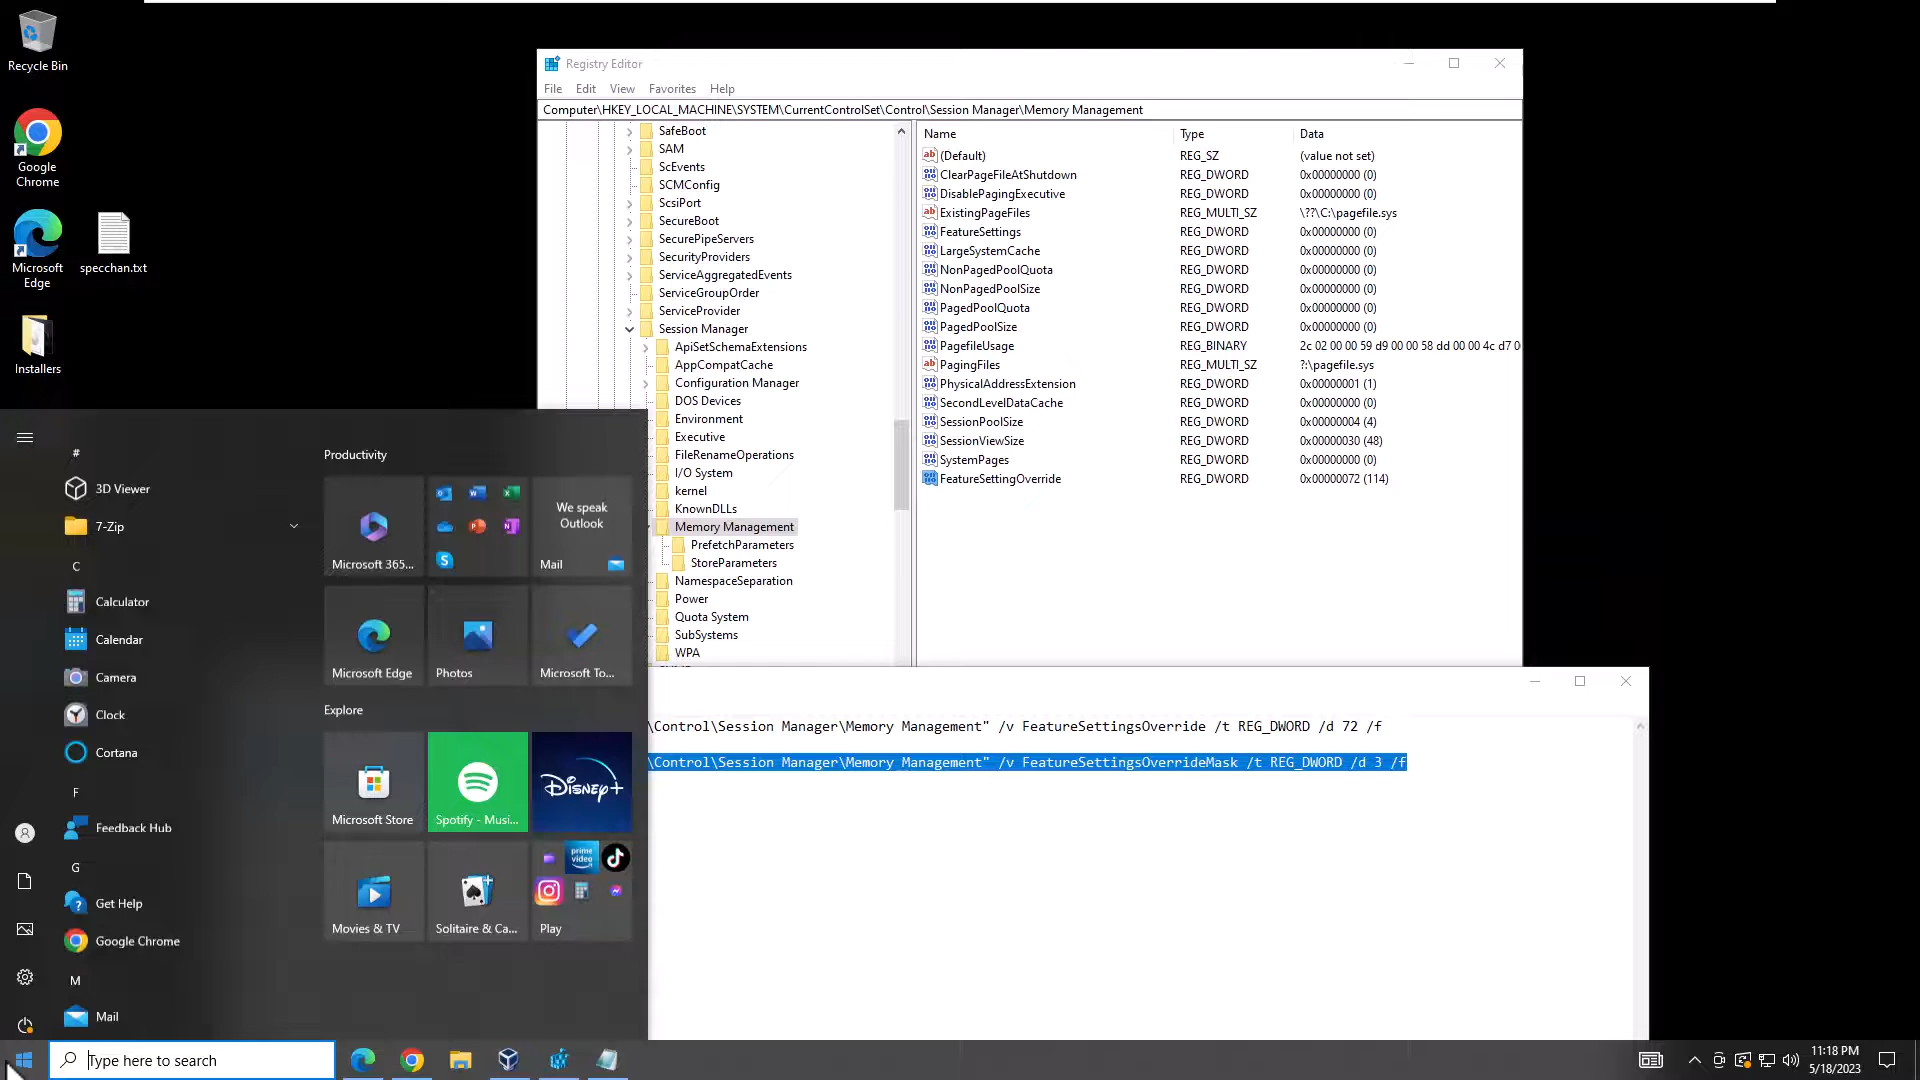 Recycle Bin
Google
Chrome
Microsoft
Edge
specchan.txt
Installers
Registry Editor
File Edit View Favorites Help
Computer\HKEY_LOCAL_MACHINE\SYSTEM\CurrentControlSet\Control\Session Manager\Memory Management
SafeBoot
SAM
ScEvents
SCMConfig
ScsiPort
SecureBoot
SecurePipeServers
SecurityProviders
ServiceAggregatedEvents
ServiceGroupOrder
ServiceProvider
Session Manager
ApiSetSchemaExtensions
AppCompatCache
Configuration Manager
DOS Devices
Environment
Executive
FileRenameOperations
I/O System
kernel
KnownDLLs
Memory Management
PrefetchParameters
StoreParameters
NamespaceSeparation
Power
Quota System
SubSystems
WPA
Name Type Data
(Default) REG_SZ (value not set)
ClearPageFileAtShutdown REG_DWORD 0x00000000 (0)
DisablePagingExecutive REG_DWORD 0x00000000 (0)
ExistingPageFiles REG_MULTI_SZ \??\C:\pagefile.sys
FeatureSettings REG_DWORD 0x00000000 (0)
LargeSystemCache REG_DWORD 0x00000000 (0)
NonPagedPoolQuota REG_DWORD 0x00000000 (0)
NonPagedPoolSize REG_DWORD 0x00000000 (0)
PagedPoolQuota REG_DWORD 0x00000000 (0)
PagedPoolSize REG_DWORD 0x00000000 (0)
PagefileUsage REG_BINARY 2c 02 00 00 59 d9 00 00 58 dd 00 00 4c d7 0
PagingFiles REG_MULTI_SZ ?:\pagefile.sys
PhysicalAddressExtension REG_DWORD 0x00000001 (1)
SecondLevelDataCache REG_DWORD 0x00000000 (0)
SessionPoolSize REG_DWORD 0x00000004 (4)
SessionViewSize REG_DWORD 0x00000030 (48)
SystemPages REG_DWORD 0x00000000 (0)
FeatureSettingOverride REG_DWORD 0x00000072 (114)
\Control\Session Manager\Memory Management" /v FeatureSettingsOverride /t REG_DWORD /d 72 /f
\Control\Session Manager\Memory Management" /v FeatureSettingsOverrideMask /t REG_DWORD /d 3 /f
#
3D Viewer
7-Zip
C
Calculator
Calendar
Camera
Clock
Cortana
F
Feedback Hub
G
Get Help
Google Chrome
M
Mail
Productivity
Microsoft 365...
We speak
Outlook
Mail
Microsoft Edge
Photos
Microsoft To...
Explore
Microsoft Store
Spotify - Musi...
Disney+
Movies & TV
Solitaire & Ca...
prime
video
Play
Type here to search
11:18 PM
5/18/2023